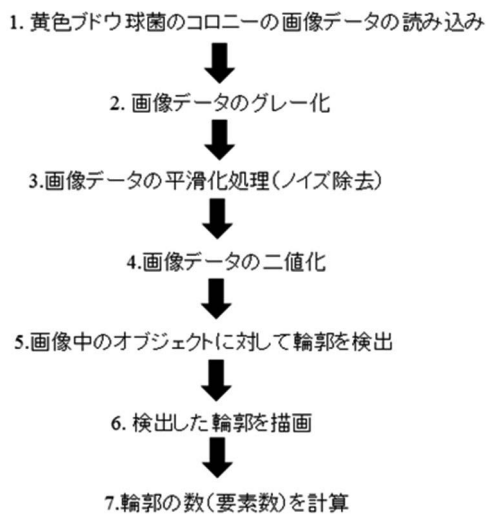 1. 黄色ブドウ球菌のコロニーの画像データの読み込み
2. 画像データのグレー化
3.画像データの平滑化処理(ノイズ除去)
4.画像データの二値化
5.画像中のオブジェクトに対して輪郭を検出
6. 検出した輪郭を描画
7.輪郭の数(要素数)を計算